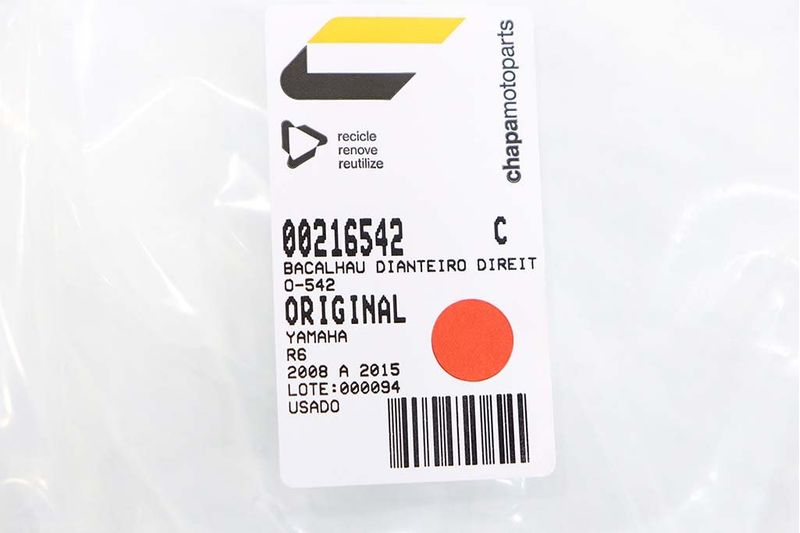 chapamotoparts
recicle
renove
reutilize
00216542 C
BACALHAU DIANTEIRO DIREIT
O-542
ORIGINAL
YAMAHA
R6
2008 A 2015
LOTE:000094
USADO